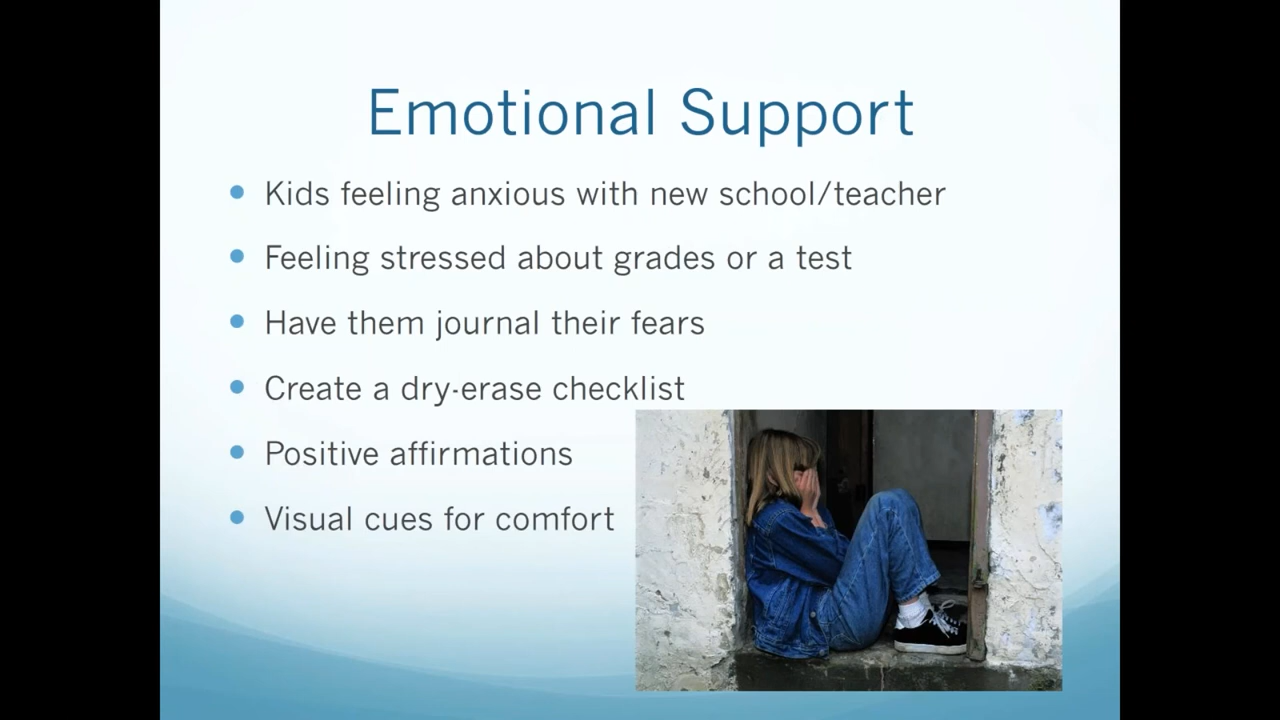 Emotional Support
Kids feeling anxious with new school/teacher
Feeling stressed about grades or a test
Have them journal their fears
Create a dry-erase checklist
Positive affirmations
Visual cues for comfort